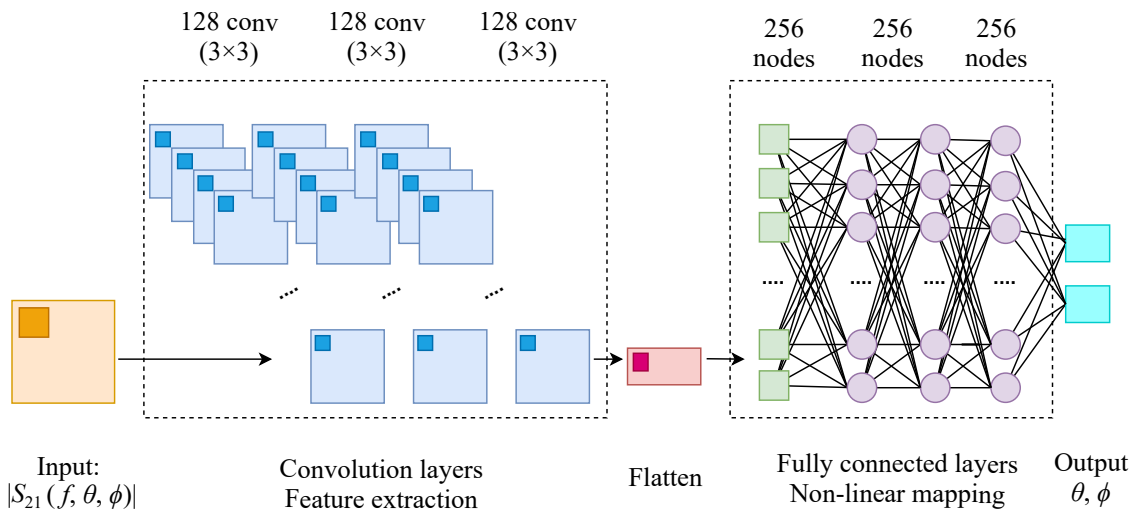 128 conv
(3×3)
128 conv
(3×3)
128 conv
(3×3)
256
nodes
256
nodes
256
nodes
....
....
....
....
....
....
....
Input:
|S₂₁(f, θ, ϕ)|
Convolution layers
Feature extraction
Flatten
Fully connected layers
Non-linear mapping
Output
θ, ϕ